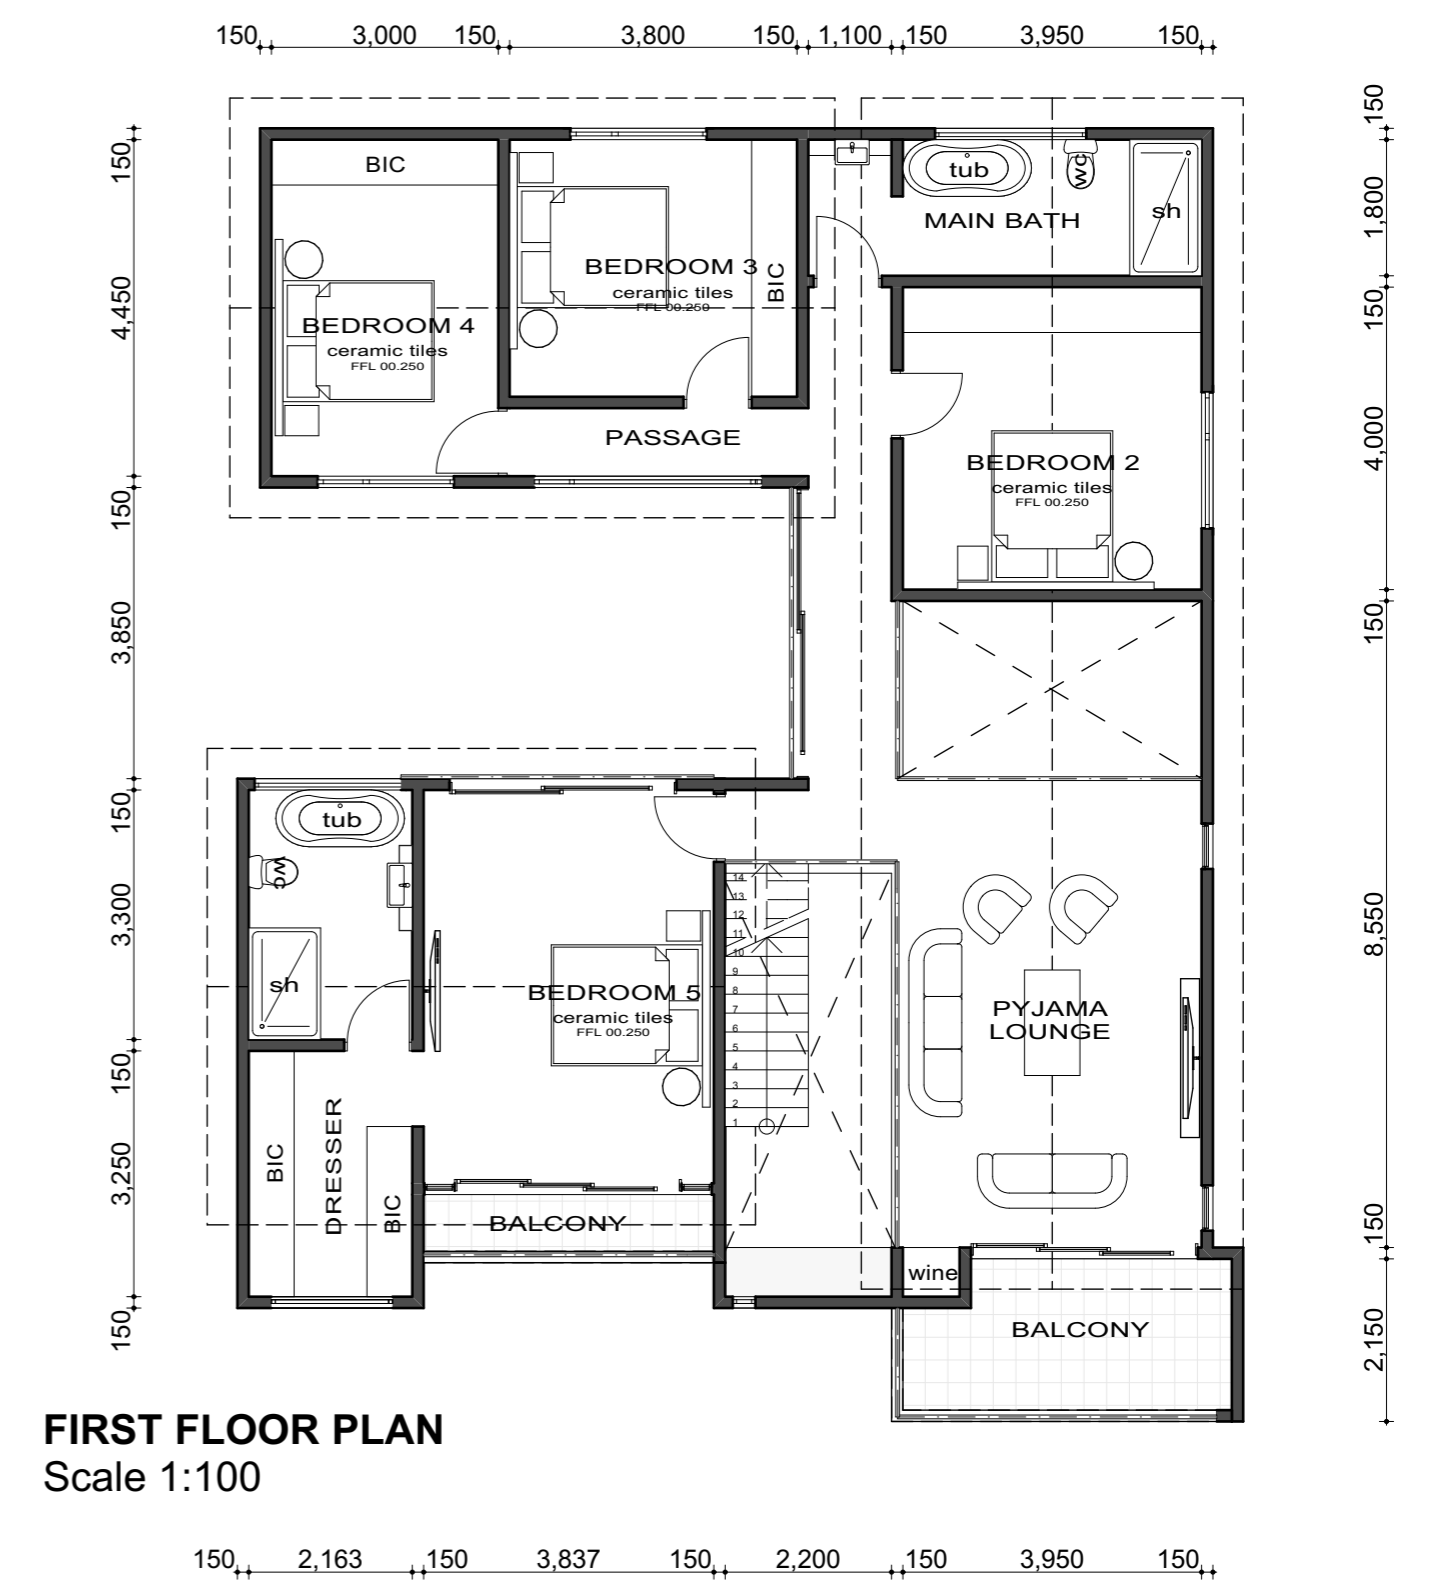 150 3,000 150 3,800 150 1,100 150 3,950 150
150
150
BIC
tub
WC
sh
MAIN BATH
1,800
BEDROOM 3
ceramic tiles
FFL 00.250
BIC
4,450
150
BEDROOM 4
ceramic tiles
FFL 00.250
PASSAGE
BEDROOM 2
ceramic tiles
FFL 00.250
4,000
150
150
3,850
150
tub
WC
14
13
12
11
10
9
8
7
6
5
4
3
2
1
3,300
8,550
sh
BEDROOM 5
ceramic tiles
FFL 00.250
PYJAMA
LOUNGE
150
BIC
DRESSER
BIC
3,250
BALCONY
150
wine
BALCONY
150
2,150
FIRST FLOOR PLAN
Scale 1:100
150 2,163 150 3,837 150 2,200 150 3,950 150